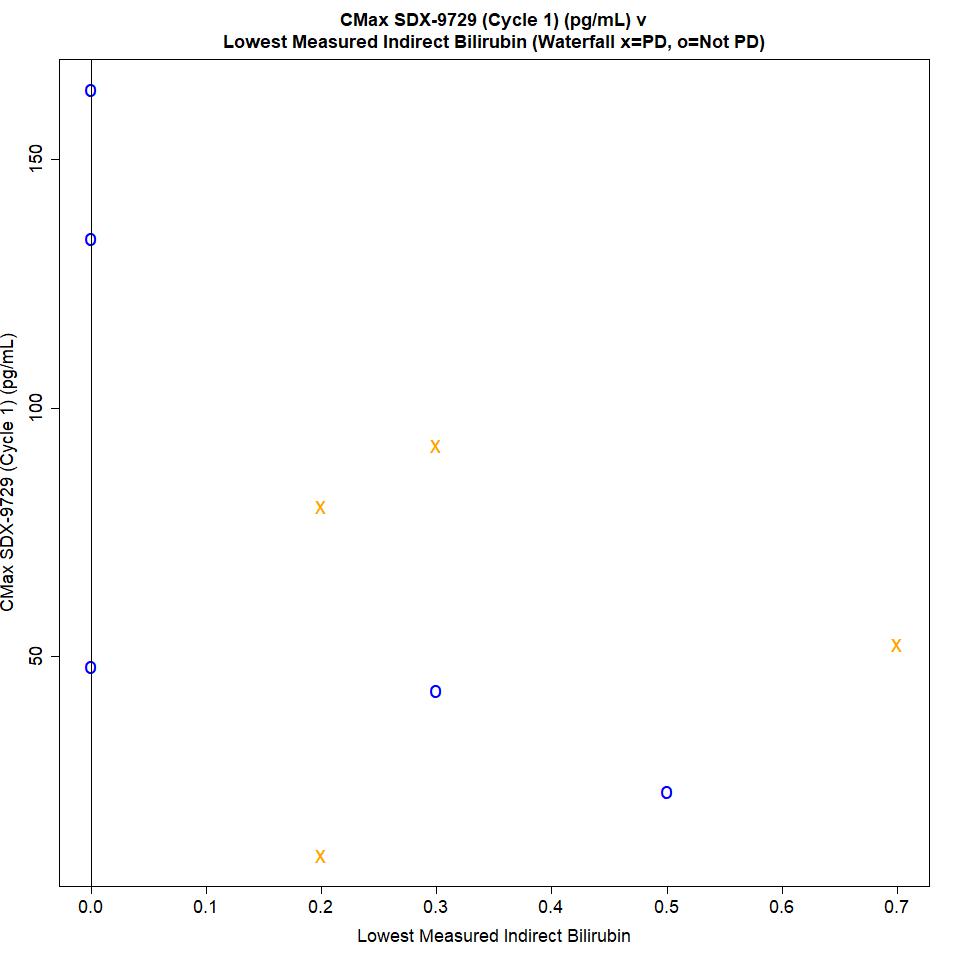 CMax SDX-9729 (Cycle 1) (pg/mL) v
Lowest Measured Indirect Bilirubin (Waterfall x=PD, o=Not PD)
CMax SDX-9729 (Cycle 1) (pg/mL)
150
100
50
O
O
X
X
X
O
O
O
X
0.0 0.1 0.2 0.3 0.4 0.5 0.6 0.7
Lowest Measured Indirect Bilirubin